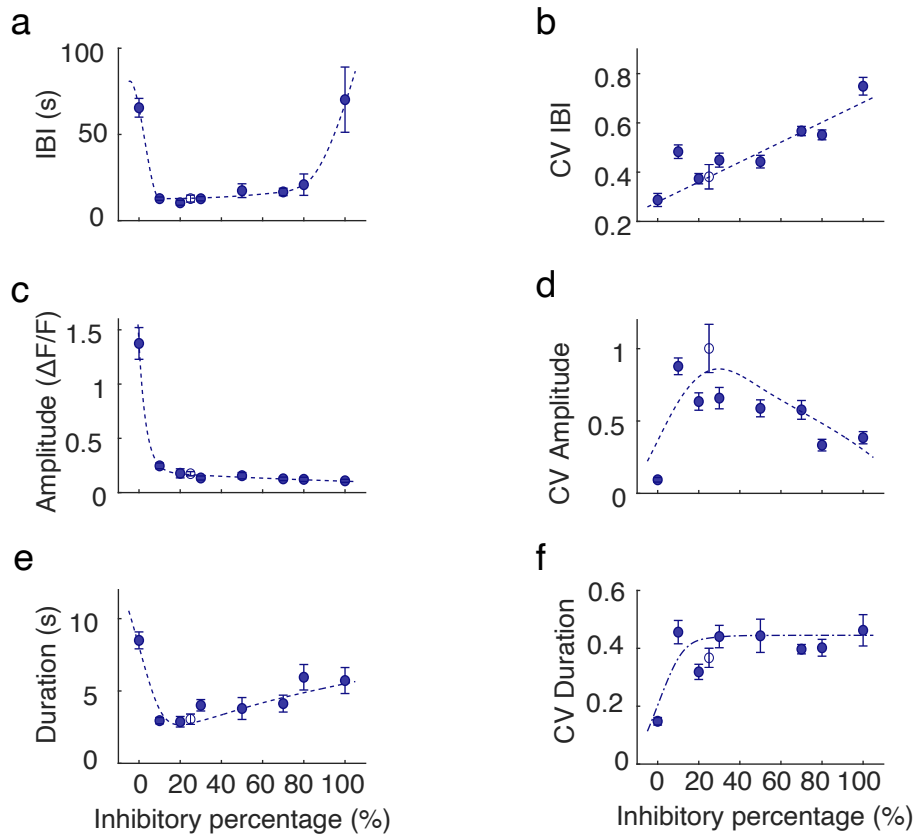 a
100
50
0
IBI (s)
b
0.8
0.6
0.4
0.2
CV IBI
c
1.5
1
0.5
0
Amplitude (ΔF/F)
d
1
0.5
0
CV Amplitude
e
10
5
0
Duration (s)
0 20 40 60 80 100
Inhibitory percentage (%)
f
0.6
0.4
0.2
0
CV Duration
0 20 40 60 80 100
Inhibitory percentage (%)